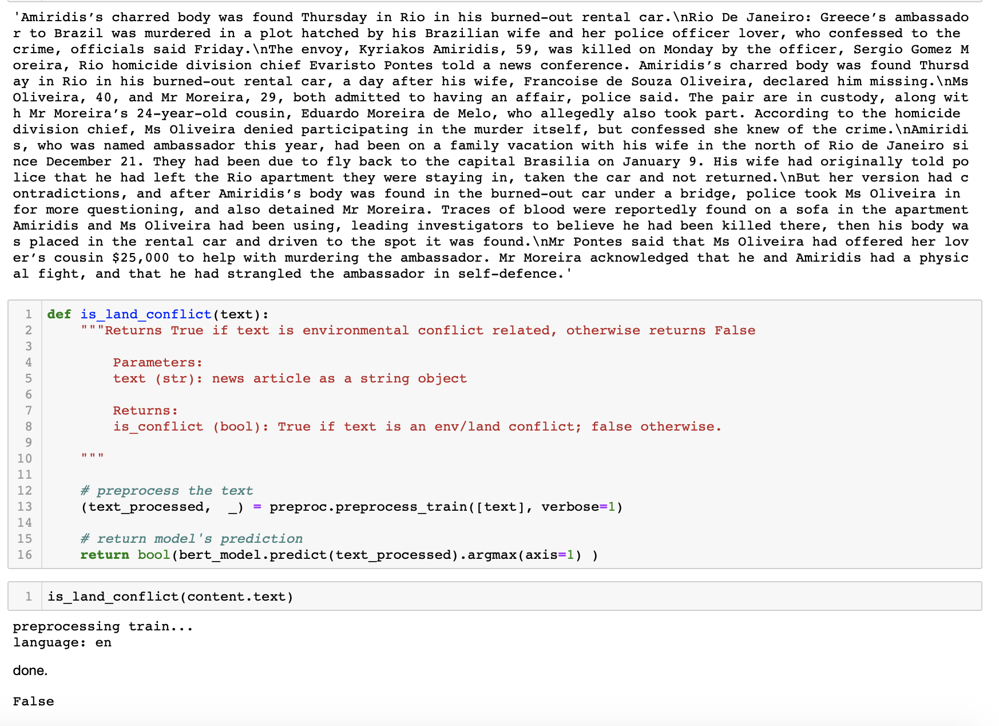 'Amiridis’s charred body was found Thursday in Rio in his burned-out rental car.\nRio De Janeiro: Greece’s ambassado
r to Brazil was murdered in a plot hatched by his Brazilian wife and her police officer lover, who confessed to the
crime, officials said Friday.\nThe envoy, Kyriakos Amiridis, 59, was killed on Monday by the officer, Sergio Gomez M
oreira, Rio homicide division chief Evaristo Pontes told a news conference. Amiridis’s charred body was found Thursd
ay in Rio in his burned-out rental car, a day after his wife, Francoise de Souza Oliveira, declared him missing.\nMs
Oliveira, 40, and Mr Moreira, 29, both admitted to having an affair, police said. The pair are in custody, along wit
h Mr Moreira’s 24-year-old cousin, Eduardo Moreira de Melo, who allegedly also took part. According to the homicide
division chief, Ms Oliveira denied participating in the murder itself, but confessed she knew of the crime.\nAmiridi
s, who was named ambassador this year, had been on a family vacation with his wife in the north of Rio de Janeiro si
nce December 21. They had been due to fly back to the capital Brasilia on January 9. His wife had originally told po
lice that he had left the Rio apartment they were staying in, taken the car and not returned.\nBut her version had c
ontradictions, and after Amiridis’s body was found in the burned-out car under a bridge, police took Ms Oliveira in
for more questioning, and also detained Mr Moreira. Traces of blood were reportedly found on a sofa in the apartment
Amiridis and Ms Oliveira had been using, leading investigators to believe he had been killed there, then his body wa
s placed in the rental car and driven to the spot it was found.\nMr Pontes said that Ms Oliveira had offered her lov
er’s cousin $25,000 to help with murdering the ambassador. Mr Moreira acknowledged that he and Amiridis had a physic
al fight, and that he had strangled the ambassador in self-defence.'
1 def is_land_conflict(text):
2 """Returns True if text is environmental conflict related, otherwise returns False
3
4 Parameters:
5 text (str): news article as a string object
6
7 Returns:
8 is_conflict (bool): True if text is an env/land conflict; false otherwise.
9
10 """
11
12 # preprocess the text
13 (text_processed, _) = preproc.preprocess_train([text], verbose=1)
14
15 # return model's prediction
16 return bool(bert_model.predict(text_processed).argmax(axis=1) )
1 is_land_conflict(content.text)
preprocessing train...
language: en
done.
False